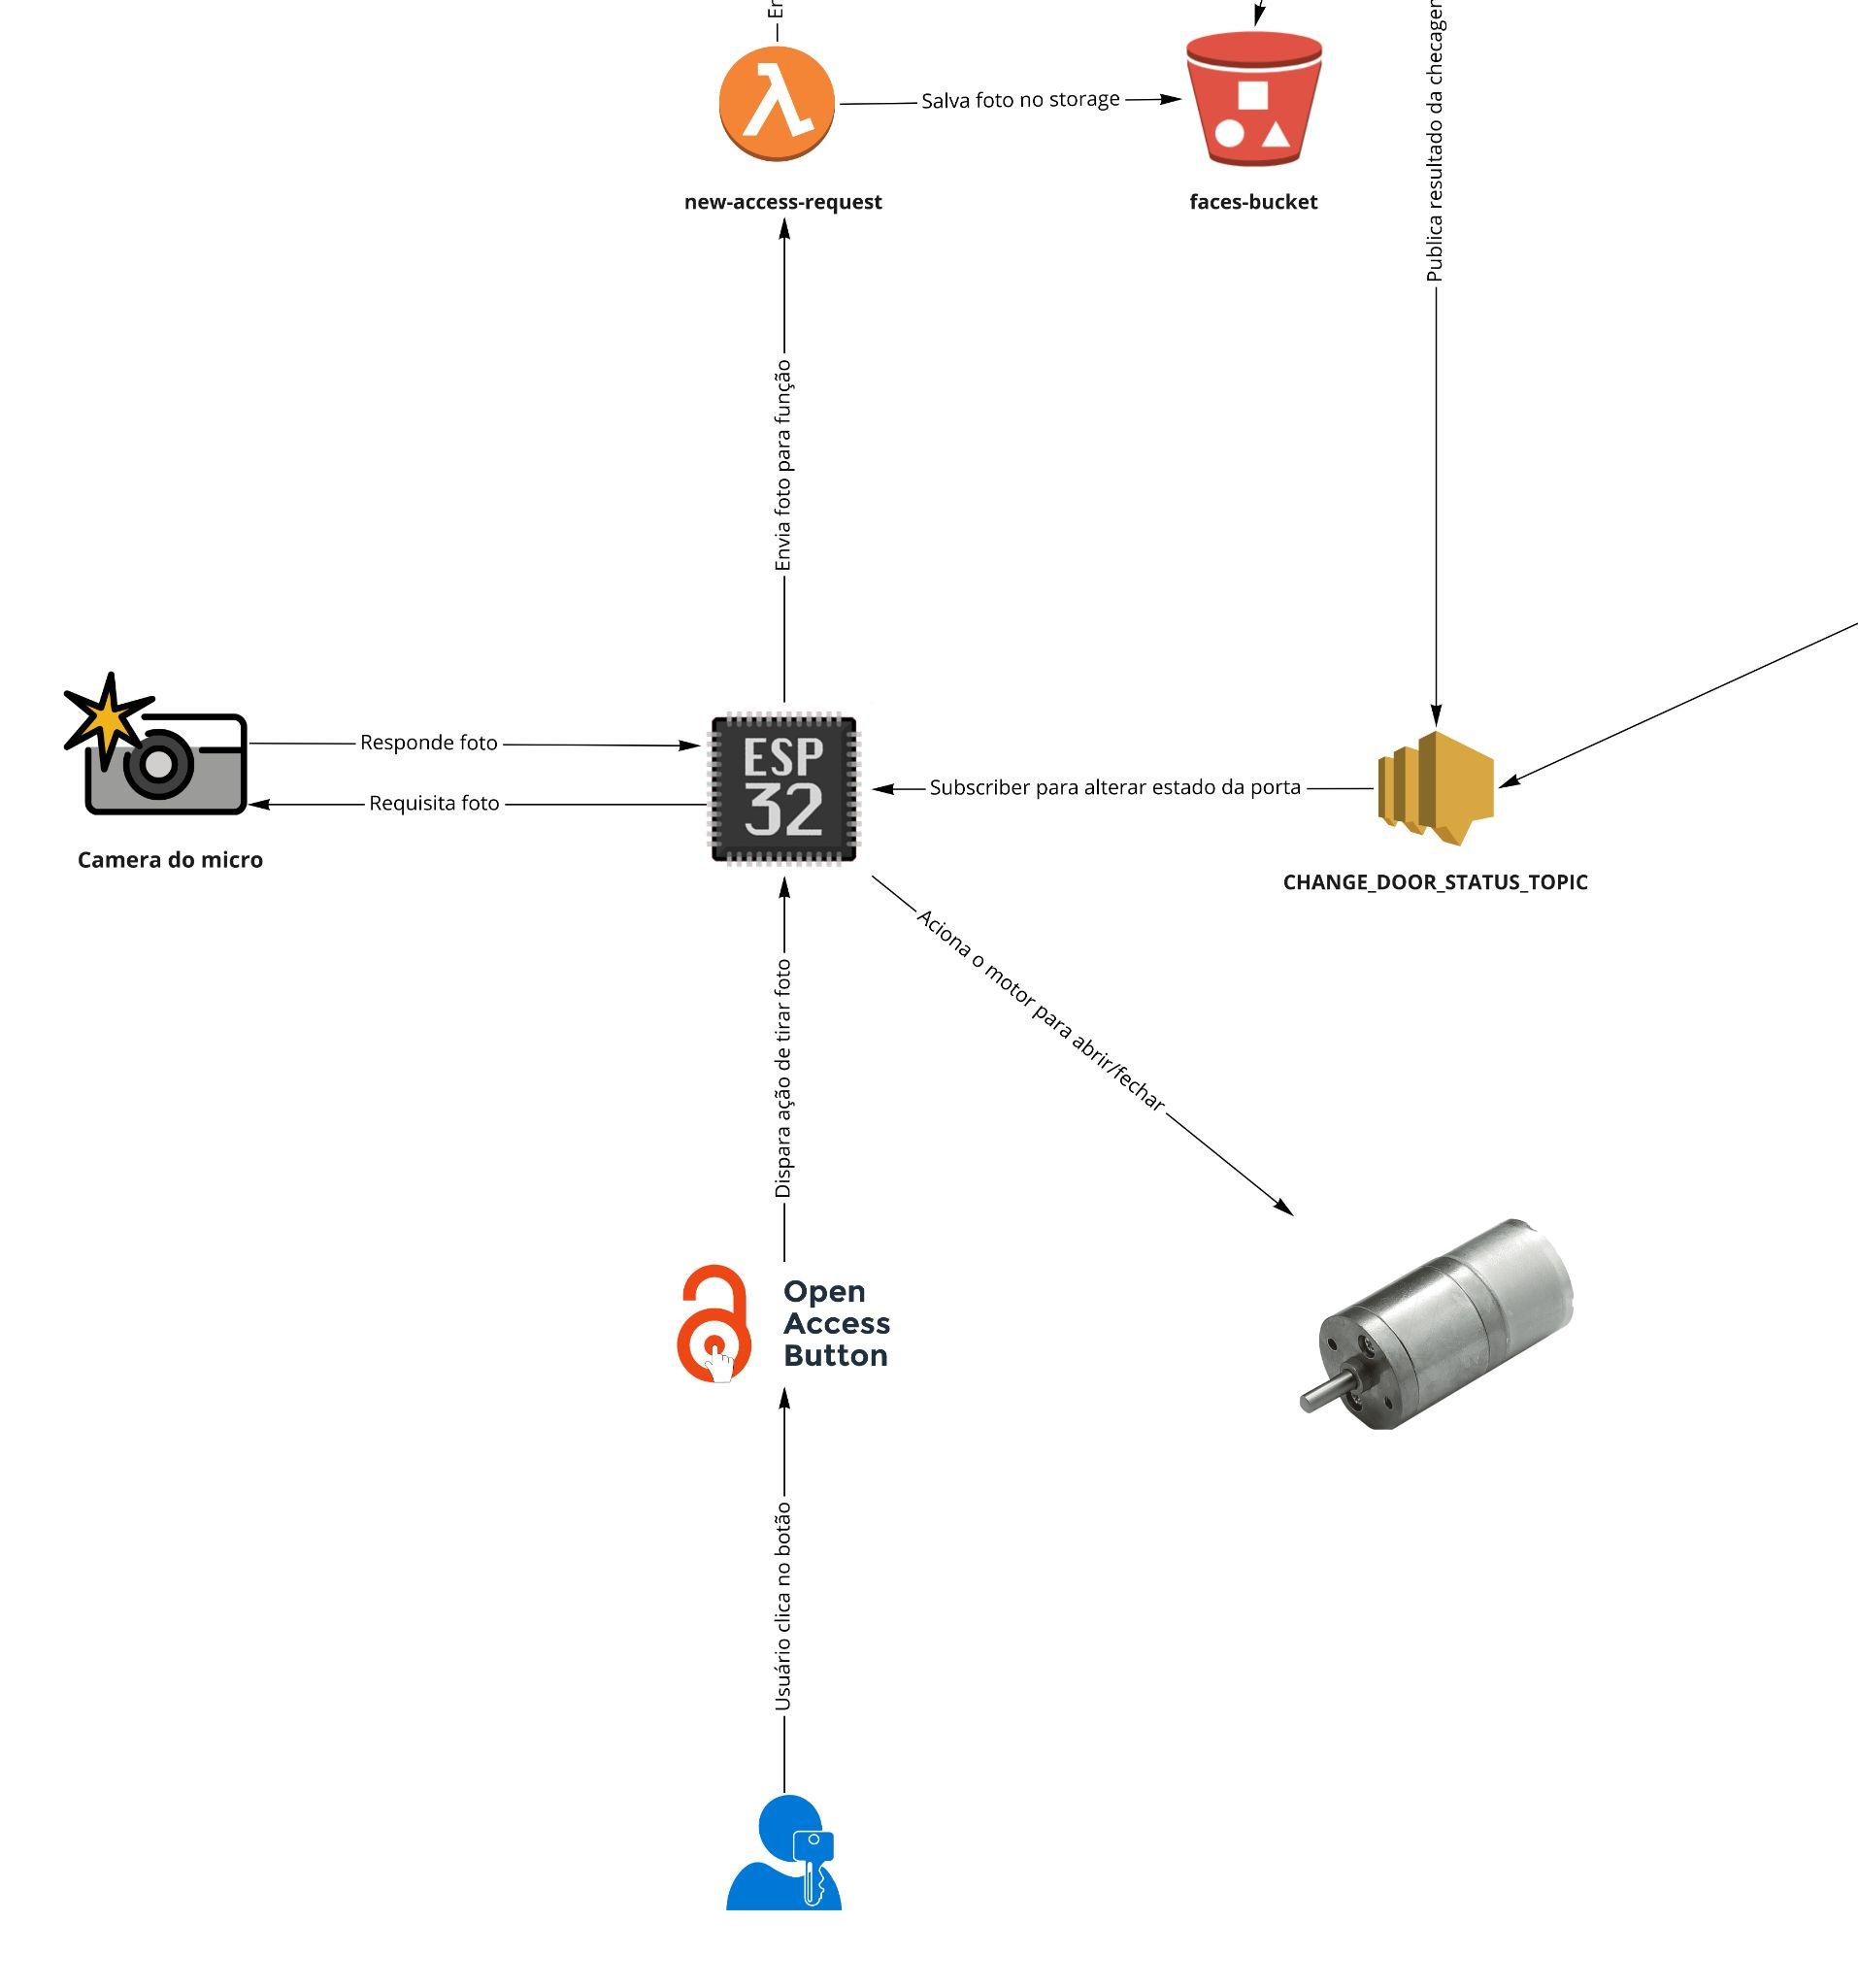 Er
Salva foto no storage
Publica resultado da checager
new-access-request
faces-bucket
Envia foto para função
Responde foto
ESP
32
Requisita foto
Subscriber para alterar estado da porta
Camera do micro
CHANGE_DOOR_STATUS_TOPIC
Aciona o motor para abrir/fechar
Dispara ação de tirar foto
Open
Access
Button
Usuário clica no botão